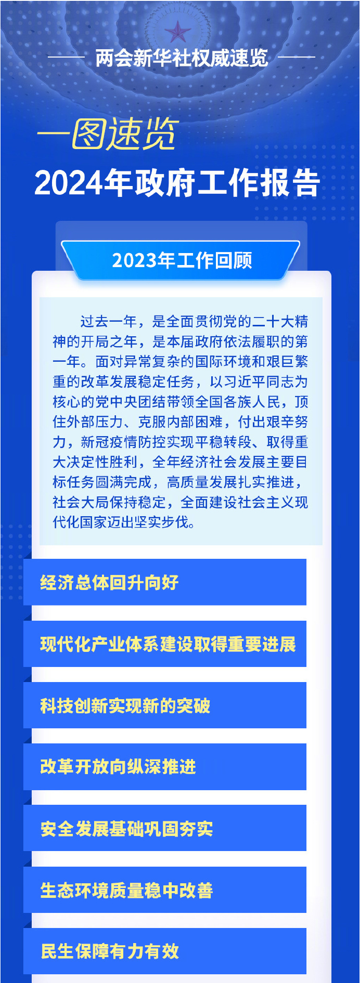 两会新华社权威速览
一图速览
2024年政府工作报告
2023年工作回顾
过去一年，是全面贯彻党的二十大精
神的开局之年，是本届政府依法履职的第
一年。面对异常复杂的国际环境和艰巨繁
重的改革发展稳定任务，以习近平同志为
核心的党中央团结带领全国各族人民，顶
住外部压力、克服内部困难，付出艰辛努
力，新冠疫情防控实现平稳转段、取得重
大决定性胜利，全年经济社会发展主要目
标任务圆满完成，高质量发展扎实推进，
社会大局保持稳定，全面建设社会主义现
代化国家迈出坚实步伐。
经济总体回升向好
现代化产业体系建设取得重要进展
科技创新实现新的突破
改革开放向纵深推进
安全发展基础巩固夯实
生态环境质量稳中改善
民生保障有力有效